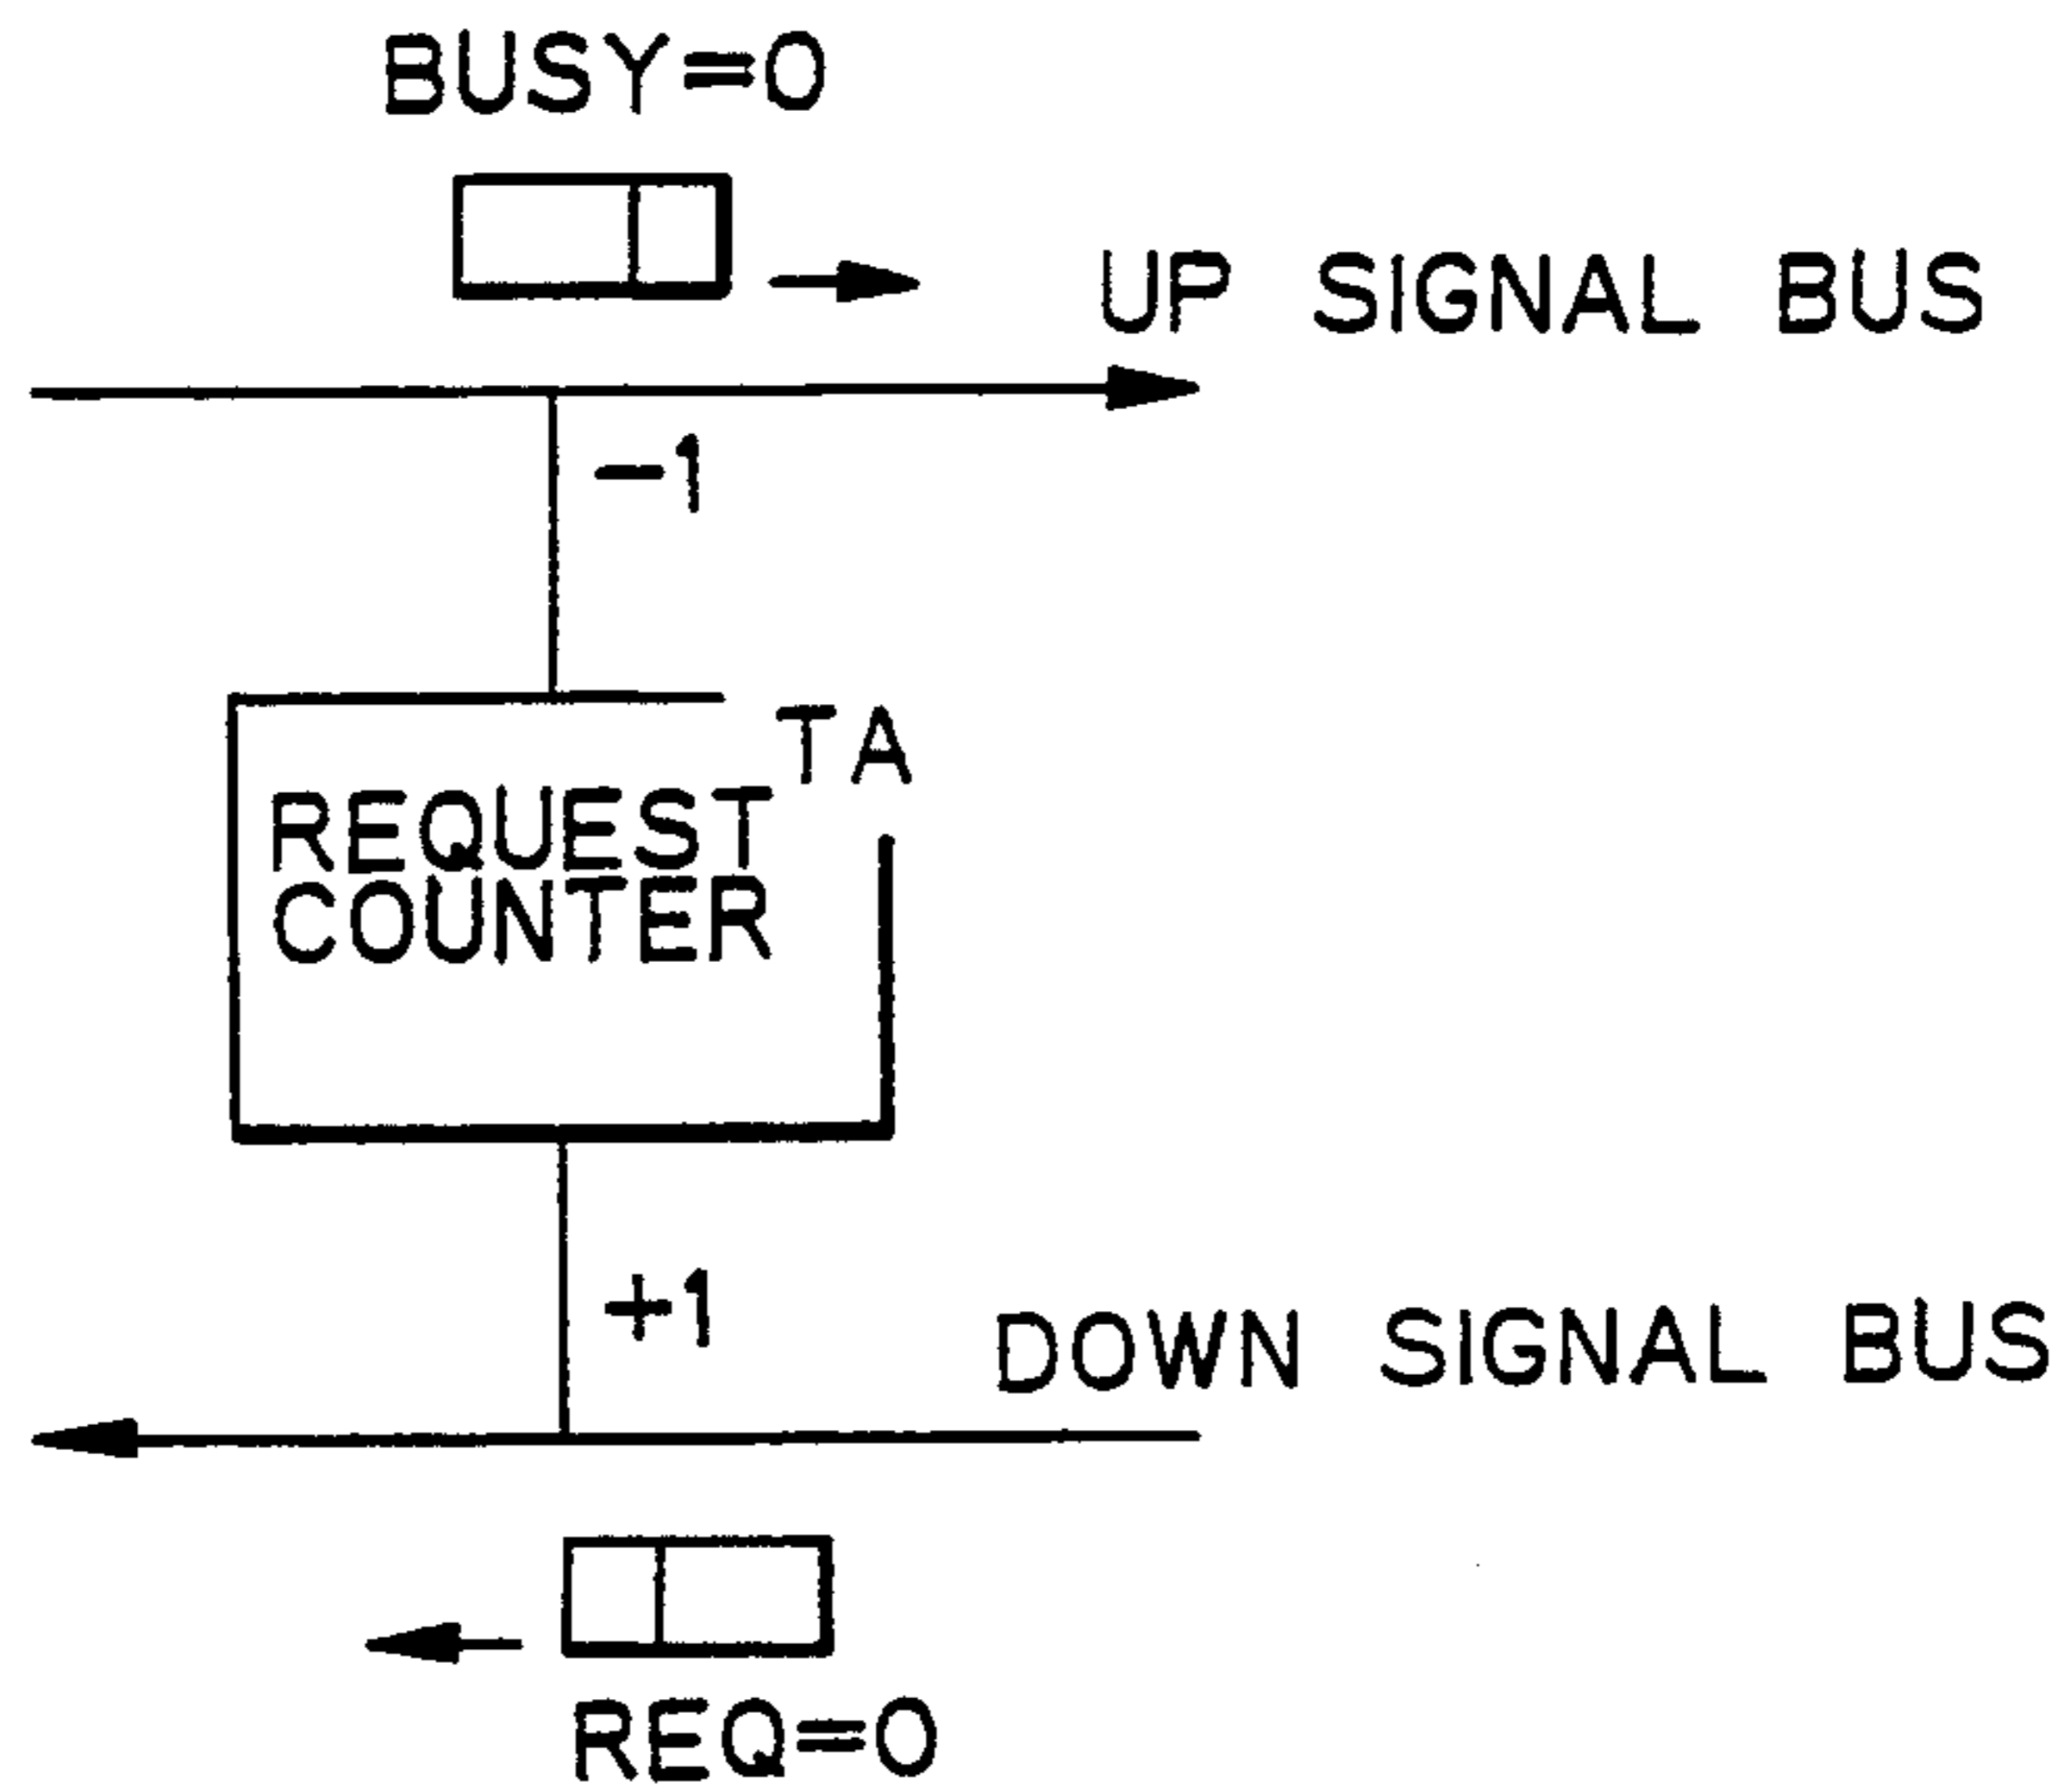 BUSY=0
UP SIGNAL BUS
-1
TA
REQUEST
COUNTER
+1
DOWN SIGNAL BUS
REQ=0